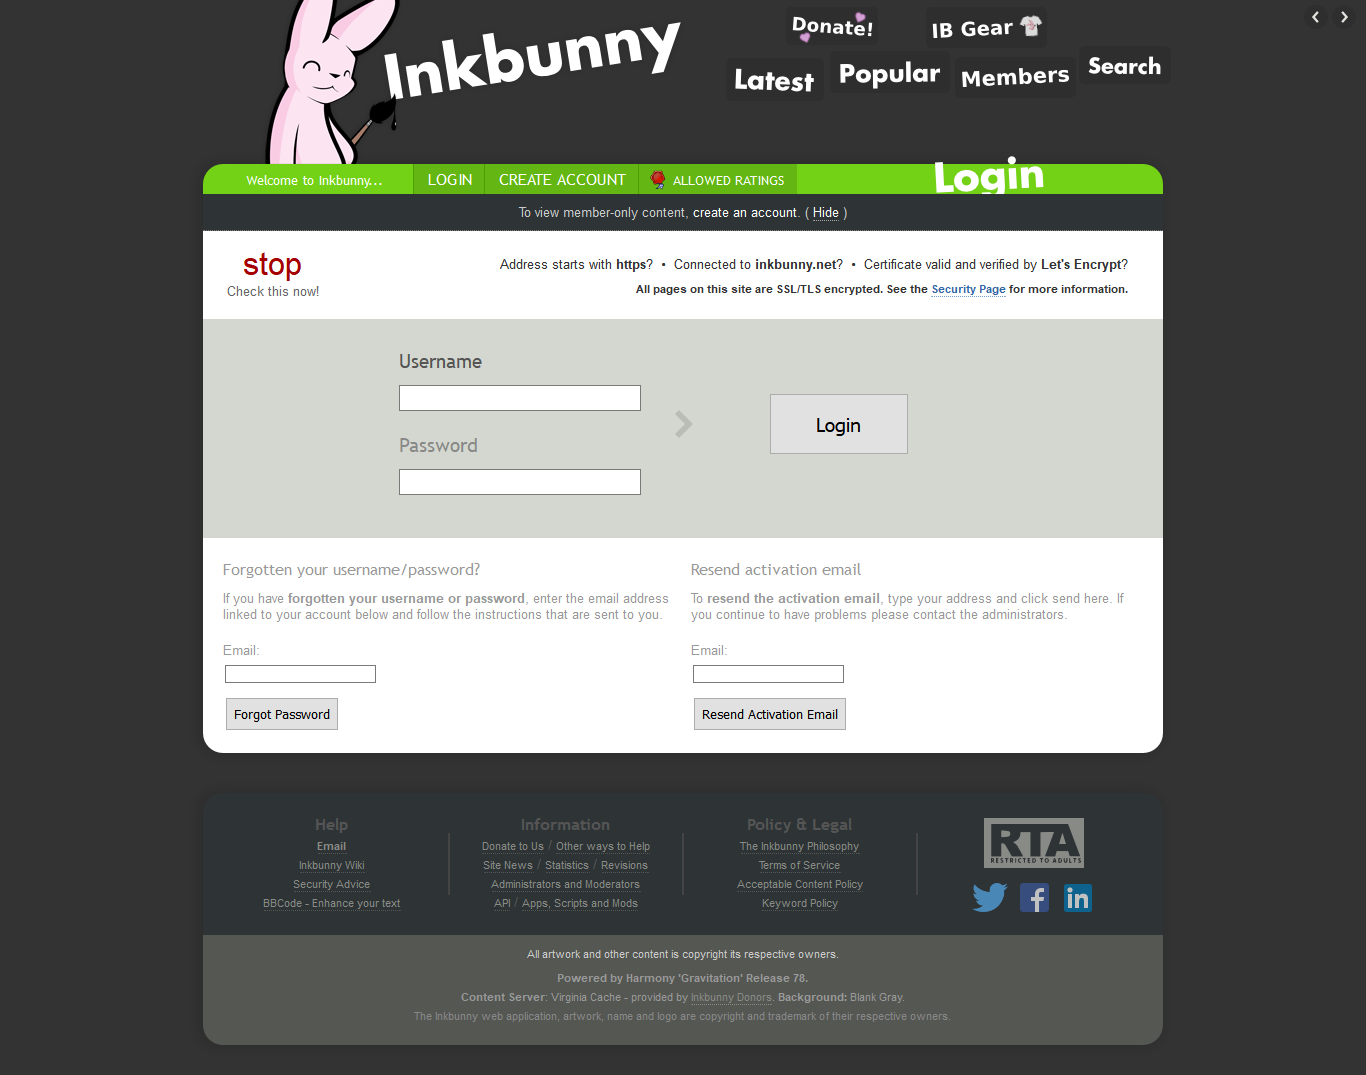 Inkbunny
Donate!
IB Gear
Latest
Popular
Members
Search
Welcome to Inkbunny...
LOGIN
CREATE ACCOUNT
ALLOWED RATINGS
Login
To view member-only content, create an account. ( Hide )
stop
Check this now!
Address starts with https? • Connected to inkbunny.net? • Certificate valid and verified by Let's Encrypt?
All pages on this site are SSL/TLS encrypted. See the Security Page for more information.
Username
Password
Login
Forgotten your username/password?
If you have forgotten your username or password, enter the email address
linked to your account below and follow the instructions that are sent to you.
Email:
Forgot Password
Resend activation email
To resend the activation email, type your address and click send here. If
you continue to have problems please contact the administrators.
Email:
Resend Activation Email
Help
Email
Inkbunny Wiki
Security Advice
BBCode - Enhance your text
Information
Donate to Us / Other ways to Help
Site News / Statistics / Revisions
Administrators and Moderators
API / Apps, Scripts and Mods
Policy & Legal
The Inkbunny Philosophy
Terms of Service
Acceptable Content Policy
Keyword Policy
RTA
RESTRICTED TO ADULTS
All artwork and other content is copyright its respective owners.
Powered by Harmony 'Gravitation' Release 78.
Content Server: Virginia Cache - provided by Inkbunny Donors. Background: Blank Gray.
The Inkbunny web application, artwork, name and logo are copyright and trademark of their respective owners.